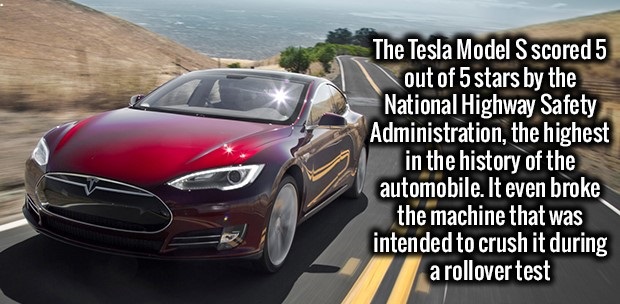 The Tesla Model S scored 5
out of 5 stars by the
National Highway Safety
Administration, the highest
in the history of the
automobile. It even broke
the machine that was
intended to crush it during
a rollover test